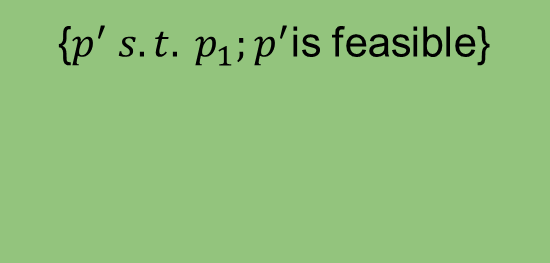 {p′ s.t. p₁; p′ is feasible}